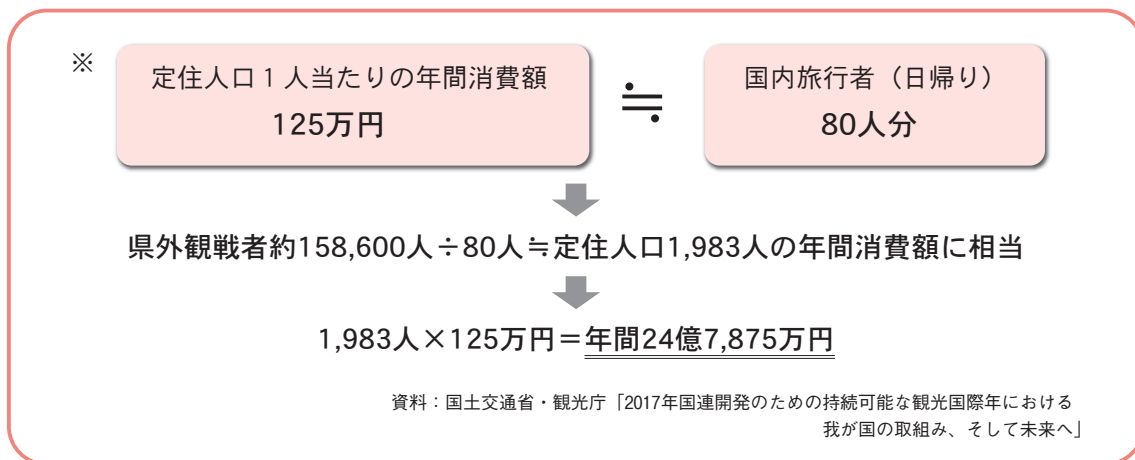 ※
定住人口1人当たりの年間消費額
125万円
≒
国内旅行者（日帰り）
80人分
県外観戦者約158,600人÷80人≒定住人口1,983人の年間消費額に相当
1,983人×125万円＝年間24億7,875万円
資料：国土交通省・観光庁「2017年国連開発のための持続可能な観光国際年における
我が国の取組み、そして未来へ」